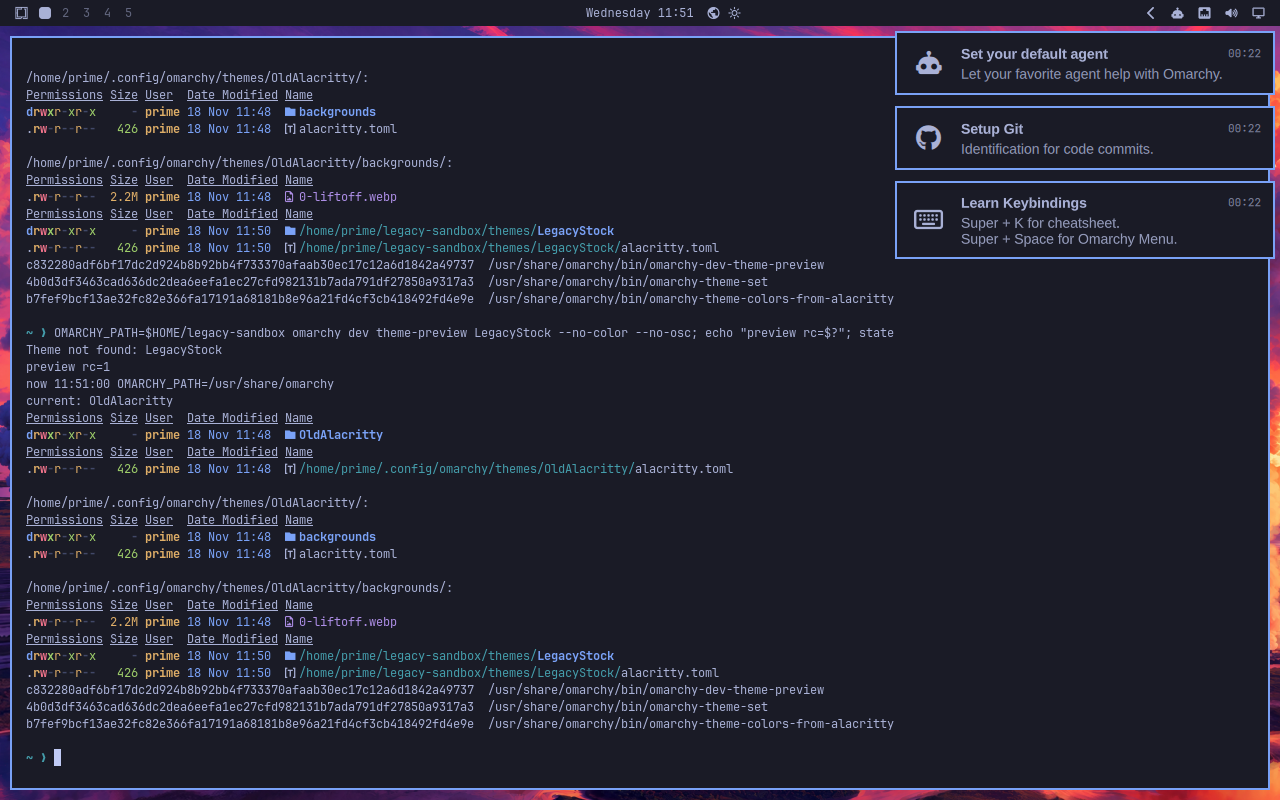 2 3 4 5
Wednesday 11:51
Set your default agent 00:22
Let your favorite agent help with Omarchy.
Setup Git 00:22
Identification for code commits.
Learn Keybindings 00:22
Super + K for cheatsheet.
Super + Space for Omarchy Menu.
/home/prime/.config/omarchy/themes/OldAlacritty/:
Permissions Size User Date Modified Name
drwxr-xr-x - prime 18 Nov 11:48 backgrounds
.rw-r--r-- 426 prime 18 Nov 11:48 alacritty.toml
/home/prime/.config/omarchy/themes/OldAlacritty/backgrounds/:
Permissions Size User Date Modified Name
.rw-r--r-- 2.2M prime 18 Nov 11:48 0-liftoff.webp
Permissions Size User Date Modified Name
drwxr-xr-x - prime 18 Nov 11:50 /home/prime/legacy-sandbox/themes/LegacyStock
.rw-r--r-- 426 prime 18 Nov 11:50 /home/prime/legacy-sandbox/themes/LegacyStock/alacritty.toml
c832280adf6bf17dc2d924b8b92bb4f733370afaab30ec17c12a6d1842a49737 /usr/share/omarchy/bin/omarchy-dev-theme-preview
4b0d3df3463cad636dc2dea6eefa1ec27cfd982131b7ada791df27850a9317a3 /usr/share/omarchy/bin/omarchy-theme-set
b7fef9bcf13ae32fc82e366fa17191a68181b8e96a21fd4cf3cb418492fd4e9e /usr/share/omarchy/bin/omarchy-theme-colors-from-alacritty
~ ❯ OMARCHY_PATH=$HOME/legacy-sandbox omarchy dev theme-preview LegacyStock --no-color --no-osc; echo "preview rc=$?"; state
Theme not found: LegacyStock
preview rc=1
now 11:51:00 OMARCHY_PATH=/usr/share/omarchy
current: OldAlacritty
Permissions Size User Date Modified Name
drwxr-xr-x - prime 18 Nov 11:48 OldAlacritty
Permissions Size User Date Modified Name
.rw-r--r-- 426 prime 18 Nov 11:48 /home/prime/.config/omarchy/themes/OldAlacritty/alacritty.toml
/home/prime/.config/omarchy/themes/OldAlacritty/:
Permissions Size User Date Modified Name
drwxr-xr-x - prime 18 Nov 11:48 backgrounds
.rw-r--r-- 426 prime 18 Nov 11:48 alacritty.toml
/home/prime/.config/omarchy/themes/OldAlacritty/backgrounds/:
Permissions Size User Date Modified Name
.rw-r--r-- 2.2M prime 18 Nov 11:48 0-liftoff.webp
Permissions Size User Date Modified Name
drwxr-xr-x - prime 18 Nov 11:50 /home/prime/legacy-sandbox/themes/LegacyStock
.rw-r--r-- 426 prime 18 Nov 11:50 /home/prime/legacy-sandbox/themes/LegacyStock/alacritty.toml
c832280adf6bf17dc2d924b8b92bb4f733370afaab30ec17c12a6d1842a49737 /usr/share/omarchy/bin/omarchy-dev-theme-preview
4b0d3df3463cad636dc2dea6eefa1ec27cfd982131b7ada791df27850a9317a3 /usr/share/omarchy/bin/omarchy-theme-set
b7fef9bcf13ae32fc82e366fa17191a68181b8e96a21fd4cf3cb418492fd4e9e /usr/share/omarchy/bin/omarchy-theme-colors-from-alacritty
~ ❯